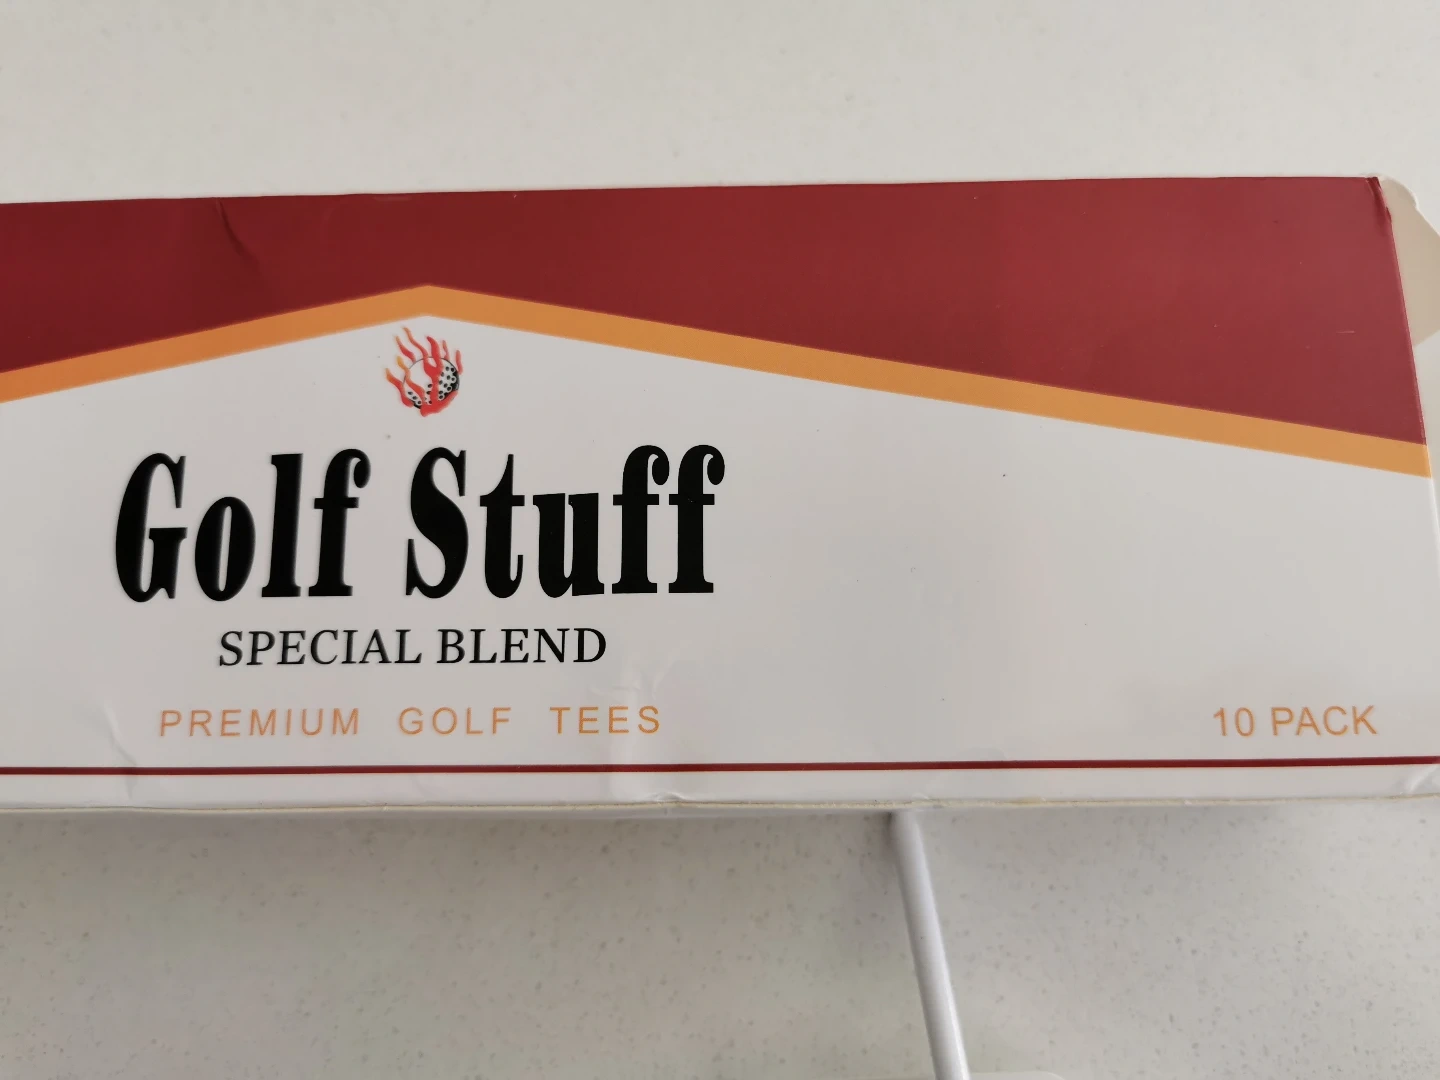 Golf Stuff
SPECIAL BLEND
PREMIUM GOLF TEES
10 PACK